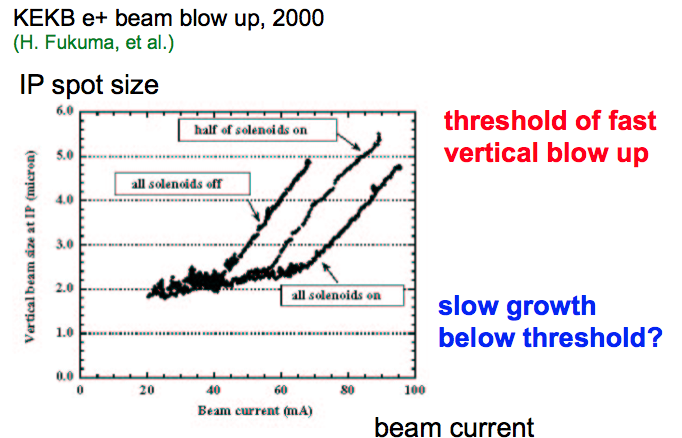 KEKB e+ beam blow up, 2000
(H. Fukuma, et al.)
IP spot size
threshold of fast
vertical blow up
slow growth
below threshold?
6.0
5.0
4.0
3.0
2.0
1.0
0.0
Vertical beam size at IP (micron)
half of solenoids on
all solenoids off
all solenoids on
0
20
40
60
80
100
Beam current (mA)
beam current